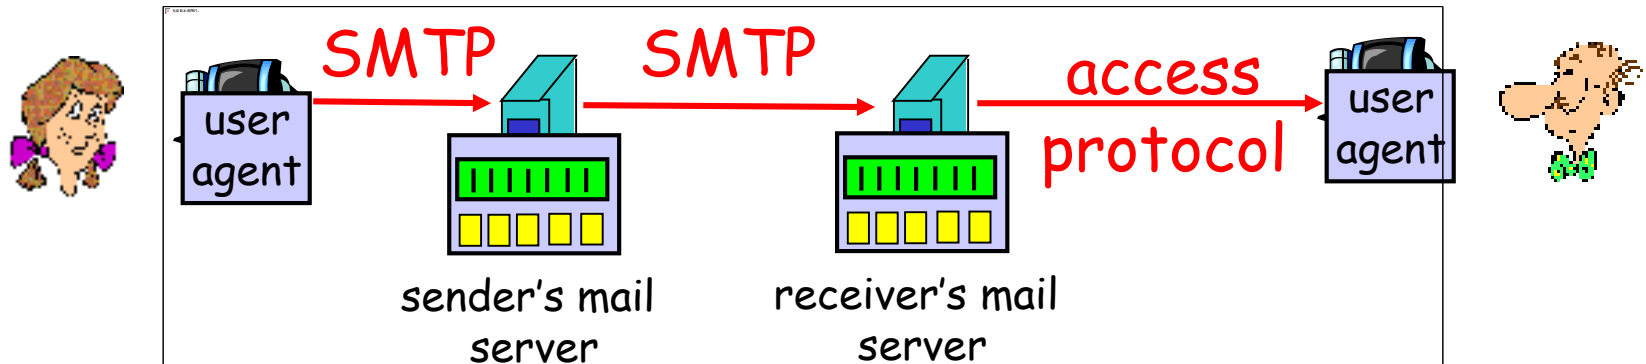 SMTP
SMTP
access
protocol
user
agent
user
agent
sender's mail
server
receiver's mail
server